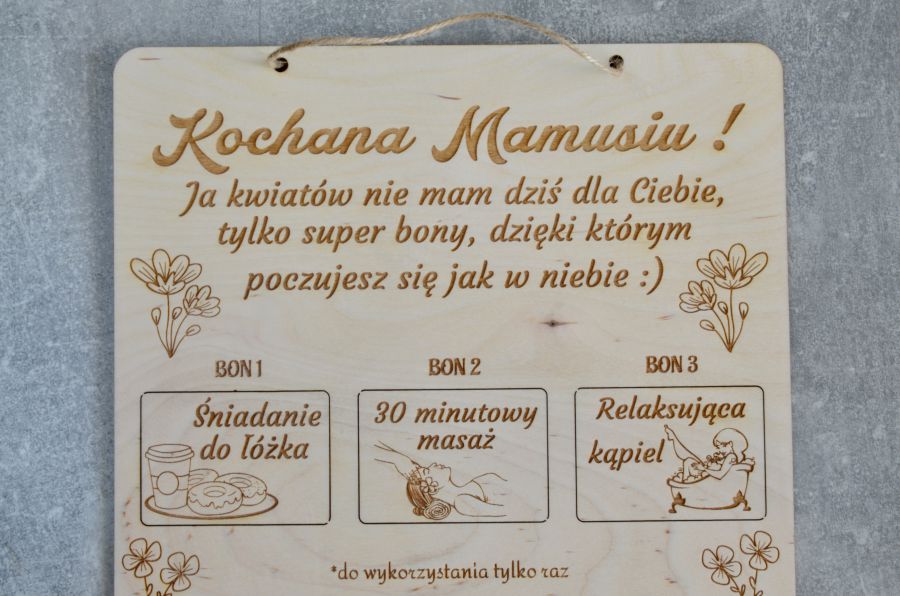 Kochana Mamusiu !
Ja kwiatów nie mam dziś dla Ciebie,
tylko super bony, dzięki którym
poczujesz się jak w niebie :)
BON 1
Śniadanie
do łóżka
BON 2
30 minutowy
masaż
BON 3
Relaksująca
kąpiel
*do wykorzystania tylko raz